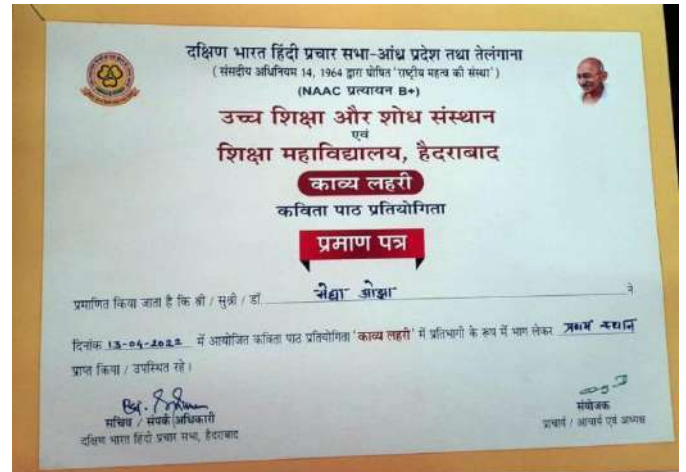 दक्षिण भारत हिंदी प्रचार सभा-आंध्र प्रदेश तथा तेलंगाना
( संसदीय अधिनियम 14, 1964 द्वारा घोषित 'राष्ट्रीय महत्व की संस्था' )
(NAAC प्रत्यायन B+)
उच्च शिक्षा और शोध संस्थान
एवं
शिक्षा महाविद्यालय, हैदराबाद
काव्य लहरी
कविता पाठ प्रतियोगिता
प्रमाण पत्र
प्रमाणित किया जाता है कि श्री / सुश्री / डॉ. ओझा ने
दिनांक 13-04-2022 में आयोजित कविता पाठ प्रतियोगिता 'काव्य लहरी' में प्रतिभागी के रूप में भाग लेकर प्रथम स्थान
प्राप्त किया / उपस्थित रहे ।
सचिव / संपर्क अधिकारी
दक्षिण भारत हिंदी प्रचार सभा, हैदराबाद
संयोजक
प्राचार्य / आचार्य एवं अध्यक्ष